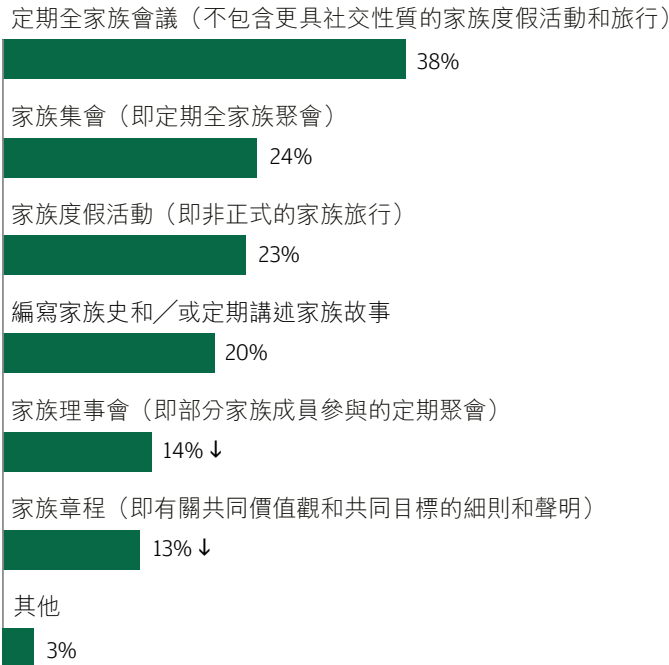 定期全家族會議（不包含更具社交性質的家族度假活動和旅行）
38%
家族集會（即定期全家族聚會）
24%
家族度假活動（即非正式的家族旅行）
23%
編寫家族史和／或定期講述家族故事
20%
家族理事會（即部分家族成員參與的定期聚會）
14% ↓
家族章程（即有關共同價值觀和共同目標的細則和聲明）
13% ↓
其他
3%